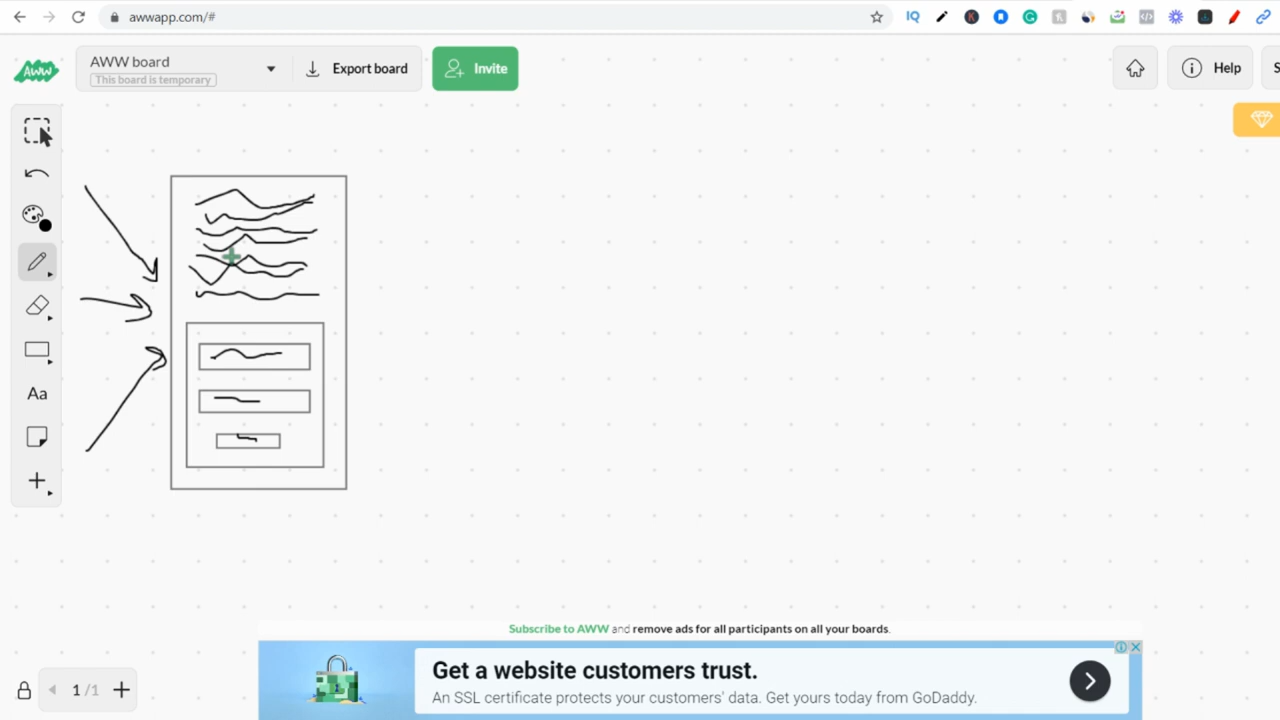 awwapp.com/#
IQ
AWW
AWW board
This board is temporary
Export board
Invite
Help
S
Aa
Subscribe to AWW and remove ads for all participants on all your boards.
Get a website customers trust.
An SSL certificate protects your customers' data. Get yours today from GoDaddy.
1 /1